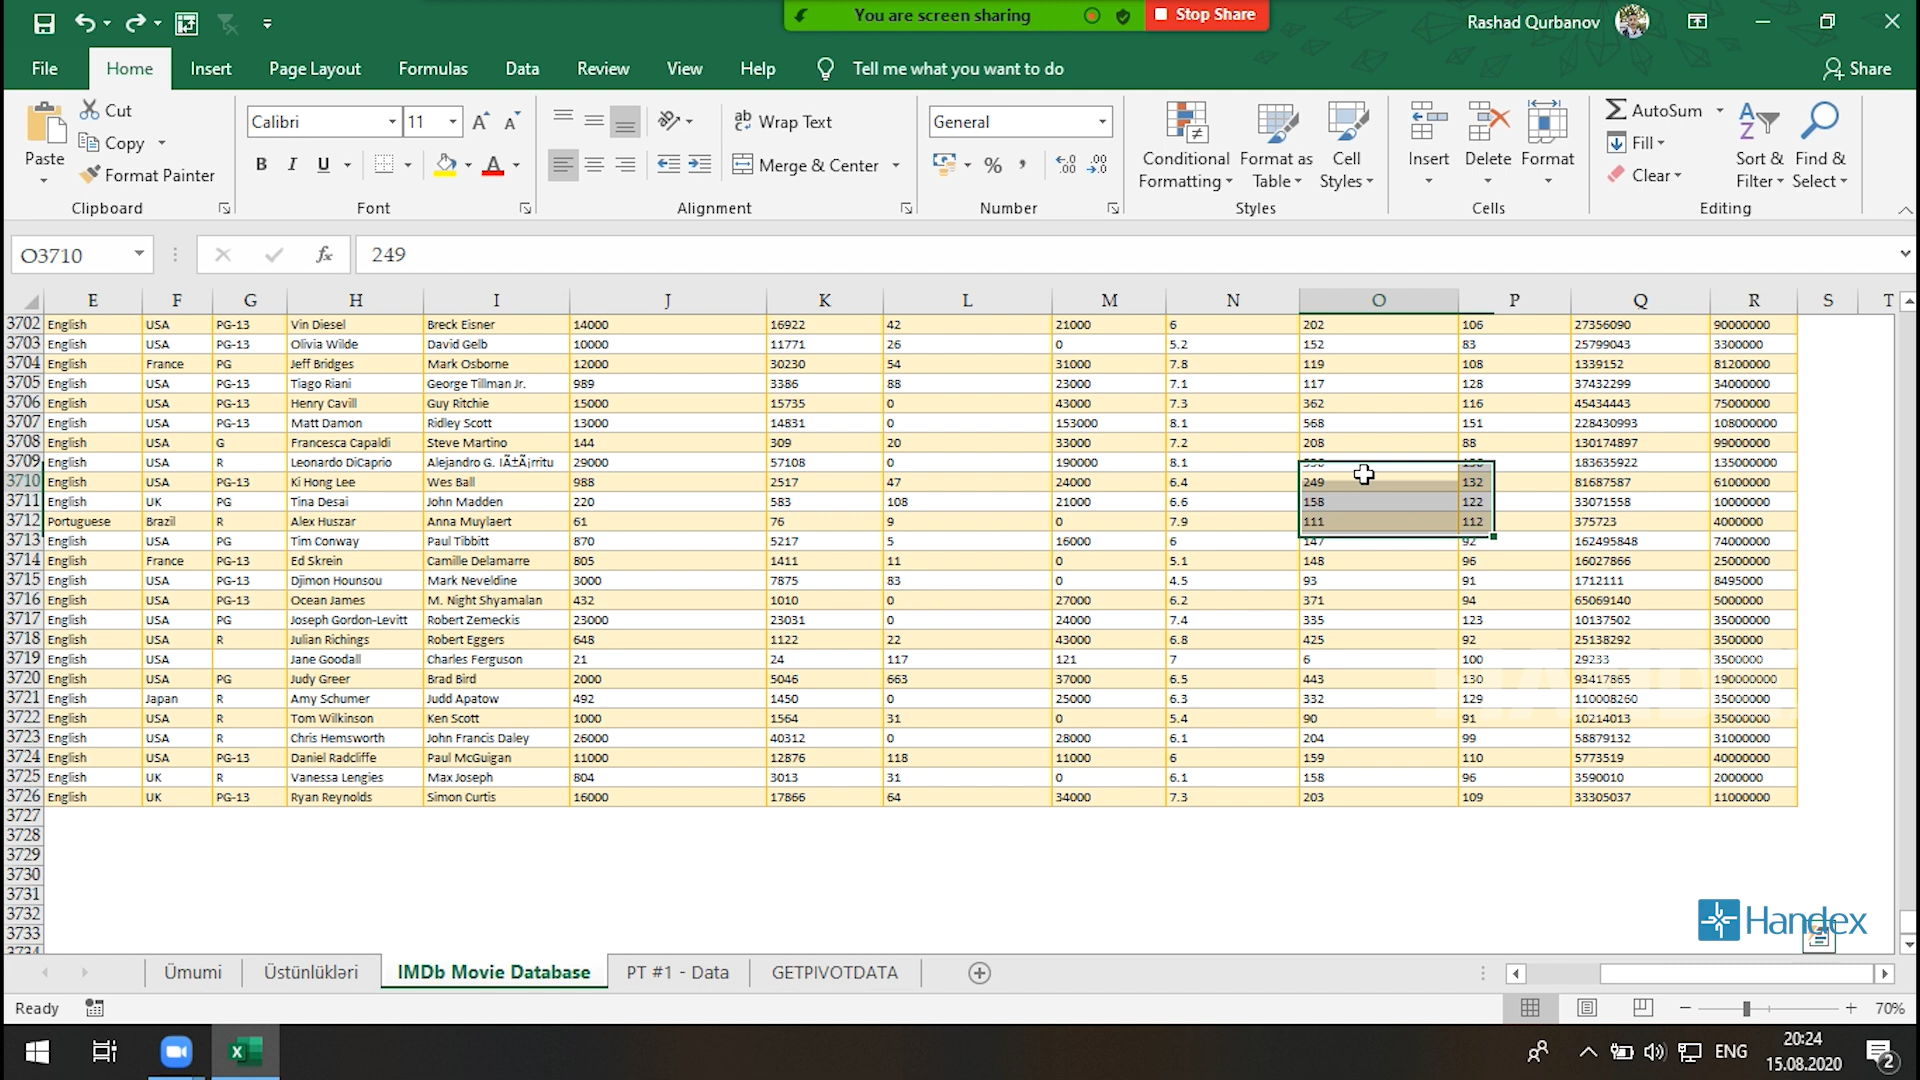 You are screen sharing Stop Share Rashad Qurbanov
File Home Insert Page Layout Formulas Data Review View Help Tell me what you want to do Share
Paste Cut Copy Format Painter Clipboard
Calibri 11 B I U A Font
ab Wrap Text Merge & Center Alignment
General % Number
Conditional Formatting Format as Table Cell Styles Styles
Insert Delete Format Cells
AutoSum Fill Clear Sort & Filter Find & Select Editing
O3710 fx 249
E F G H I J K L M N O P Q R S T
3702 English USA PG-13 Vin Diesel Breck Eisner 14000 16922 42 21000 6 202 106 27356090 90000000
3703 English USA PG-13 Olivia Wilde David Gelb 10000 11771 26 0 5.2 152 83 25799043 3300000
3704 English France PG Jeff Bridges Mark Osborne 12000 30230 54 31000 7.8 119 108 1339152 81200000
3705 English USA PG-13 Tiago Riani George Tillman Jr. 989 3386 88 23000 7.1 117 128 37432299 34000000
3706 English USA PG-13 Henry Cavill Guy Ritchie 15000 15735 0 43000 7.3 362 116 45434443 75000000
3707 English USA PG-13 Matt Damon Ridley Scott 13000 14831 0 153000 8.1 568 151 228430993 108000000
3708 English USA G Francesca Capaldi Steve Martino 144 309 20 33000 7.2 208 88 130174897 99000000
3709 English USA R Leonardo DiCaprio Alejandro G. IÃ±Ã¡rritu 29000 57108 0 190000 8.1 183635922 135000000
3710 English USA PG-13 Ki Hong Lee Wes Ball 988 2517 47 24000 6.4 249 132 81687587 61000000
3711 English UK PG Tina Desai John Madden 220 583 108 21000 6.6 158 122 33071558 10000000
3712 Portuguese Brazil R Alex Huszar Anna Muylaert 61 76 9 0 7.9 111 112 375723 4000000
3713 English USA PG Tim Conway Paul Tibbitt 870 5217 5 16000 6 147 92 162495848 74000000
3714 English France PG-13 Ed Skrein Camille Delamarre 805 1411 11 0 5.1 148 96 16027866 25000000
3715 English USA PG-13 Djimon Hounsou Mark Neveldine 3000 7875 83 0 4.5 93 91 1712111 8495000
3716 English USA PG-13 Ocean James M. Night Shyamalan 432 1010 0 27000 6.2 371 94 65069140 5000000
3717 English USA PG Joseph Gordon-Levitt Robert Zemeckis 23000 23031 0 24000 7.4 335 123 10137502 35000000
3718 English USA R Julian Richings Robert Eggers 648 1122 22 43000 6.8 425 92 25138292 3500000
3719 English USA Jane Goodall Charles Ferguson 21 24 117 121 7 6 100 29233 3500000
3720 English USA PG Judy Greer Brad Bird 2000 5046 663 37000 6.5 443 130 93417865 190000000
3721 English Japan R Amy Schumer Judd Apatow 492 1450 0 25000 6.3 332 129 110008260 35000000
3722 English USA R Tom Wilkinson Ken Scott 1000 1564 31 0 5.4 90 91 10214013 35000000
3723 English USA R Chris Hemsworth John Francis Daley 26000 40312 0 28000 6.1 204 99 58879132 31000000
3724 English USA PG-13 Daniel Radcliffe Paul McGuigan 11000 12876 118 11000 6 159 110 5773519 40000000
3725 English UK R Vanessa Lengies Max Joseph 804 3013 31 0 6.1 158 96 3590010 2000000
3726 English UK PG-13 Ryan Reynolds Simon Curtis 16000 17866 64 34000 7.3 203 109 33305037 11000000
3727
3728
3729
3730
3731
3732
3733
3734
Handex
Ümumi Üstünlükləri IMDb Movie Database PT #1 - Data GETPIVOTDATA
Ready 70%
ENG 20:24
15.08.2020 2